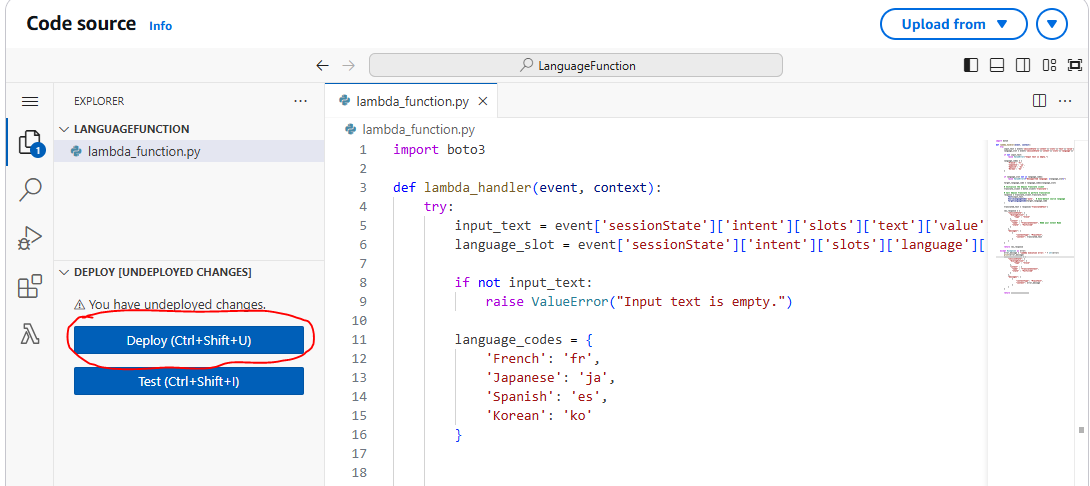 Code source Info
Upload from
LanguageFunction
EXPLORER
LANGUAGEFUNCTION
lambda_function.py
1
DEPLOY [UNDEPLOYED CHANGES]
You have undeployed changes.
Deploy (Ctrl+Shift+U)
Test (Ctrl+Shift+I)
lambda_function.py
lambda_function.py
1 import boto3
2
3 def lambda_handler(event, context):
4 try:
5 input_text = event['sessionState']['intent']['slots']['text']['value'
6 language_slot = event['sessionState']['intent']['slots']['language'][
7
8 if not input_text:
9 raise ValueError("Input text is empty.")
10
11 language_codes = {
12 'French': 'fr',
13 'Japanese': 'ja',
14 'Spanish': 'es',
15 'Korean': 'ko'
16 }
17
18